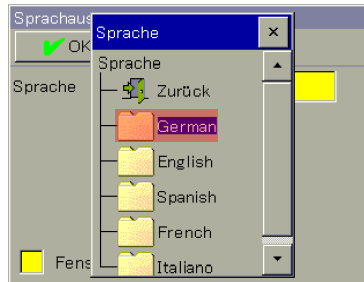 Sprachaus
Sprache
OK
Sprache
Sprache
Zurück
German
English
Spanish
French
Italiano
Fens